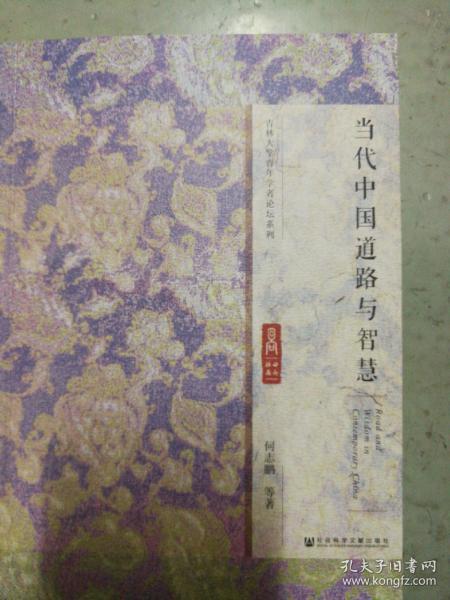 当代中国道路与智慧
Road and
Wisdom in
Contemporary China
吉林大学青年学者论坛系列
何志鹏 等著
社会科学文献出版社
孔夫子旧书网
www.kongfz.com